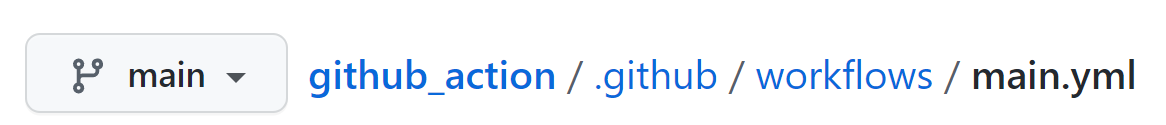 main github_action / .github / workflows / main.yml